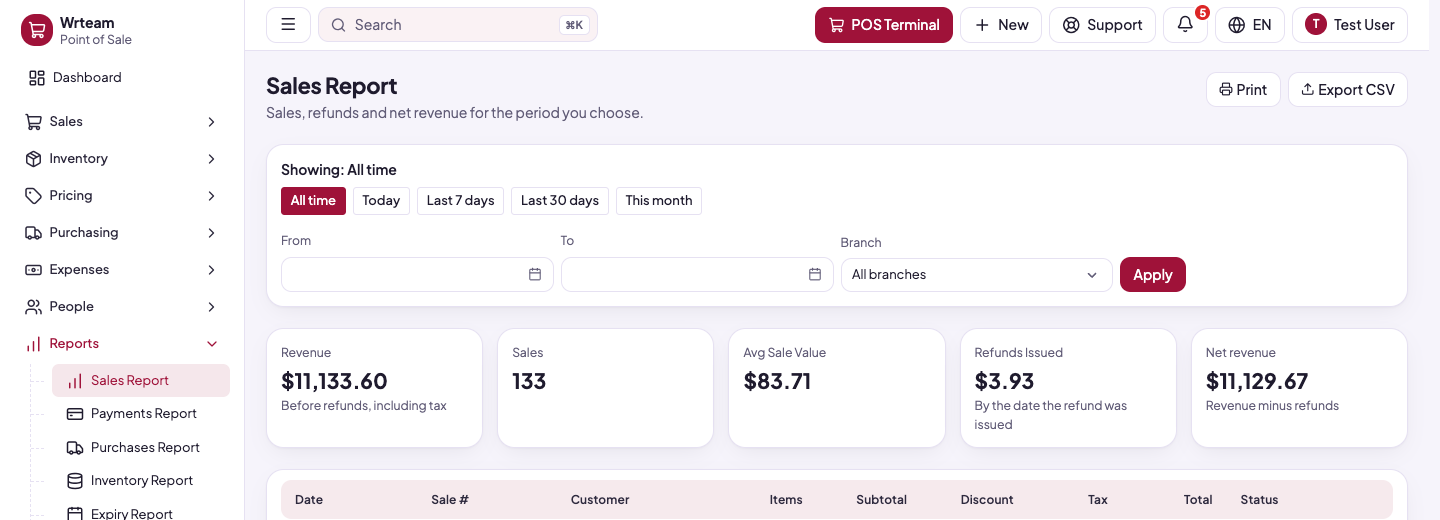 Wrteam
Point of Sale
Dashboard
Sales
Inventory
Pricing
Purchasing
Expenses
People
Reports
Sales Report
Payments Report
Purchases Report
Inventory Report
Expiry Report
Search
⌘K
POS Terminal
New
Support
5
EN
T
Test User
Sales Report
Sales, refunds and net revenue for the period you choose.
Print
Export CSV
Showing: All time
All time
Today
Last 7 days
Last 30 days
This month
From
To
Branch
All branches
Apply
Revenue
$11,133.60
Before refunds, including tax
Sales
133
Avg Sale Value
$83.71
Refunds Issued
$3.93
By the date the refund was
issued
Net revenue
$11,129.67
Revenue minus refunds
Date
Sale #
Customer
Items
Subtotal
Discount
Tax
Total
Status